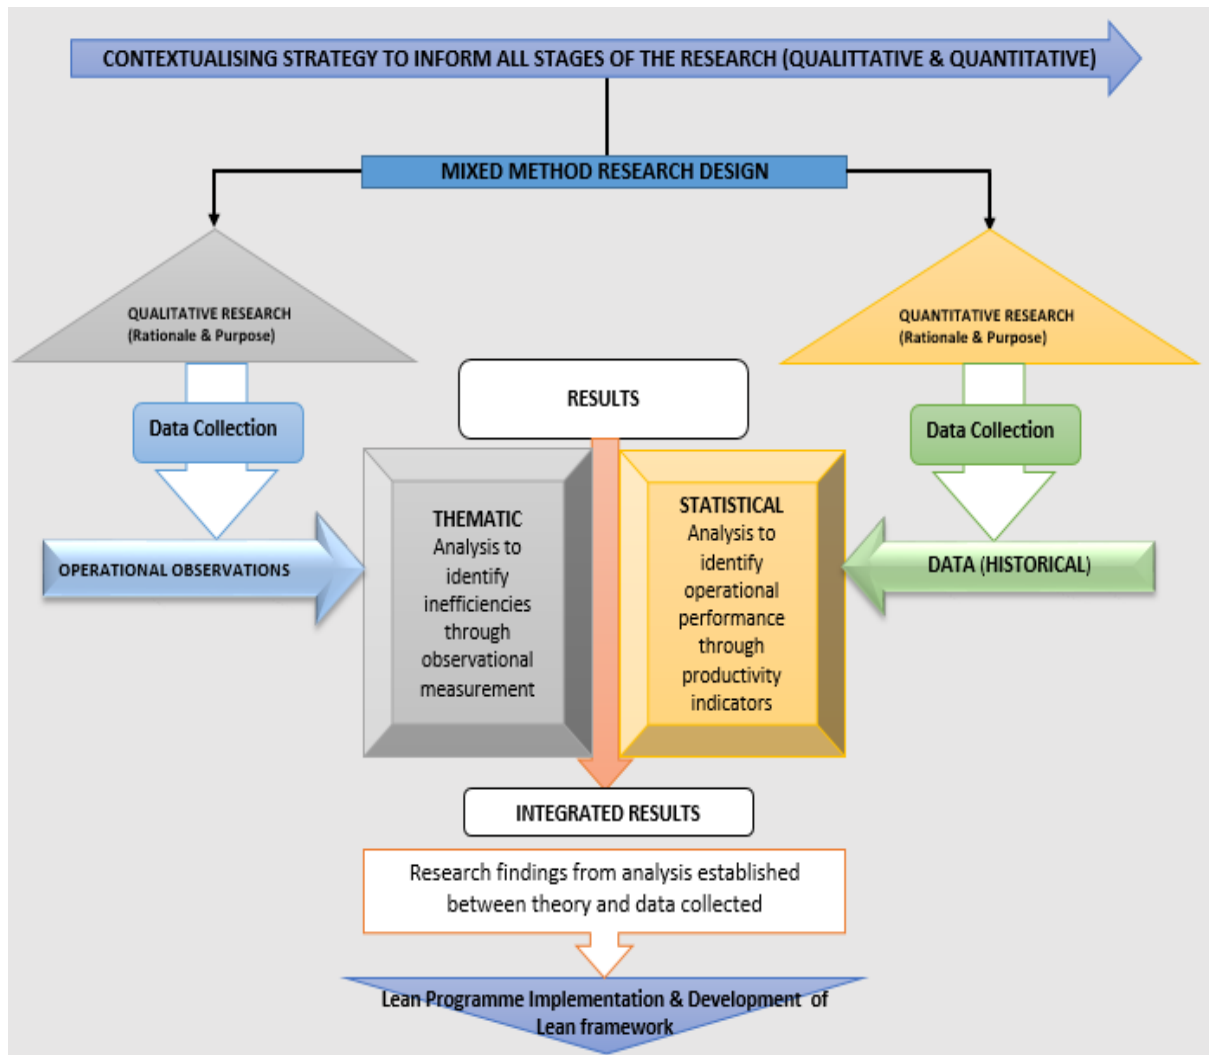 CONTEXTUALISING STRATEGY TO INFORM ALL STAGES OF THE RESEARCH (QUALITTATIVE & QUANTITATIVE)
MIXED METHOD RESEARCH DESIGN
QUALITATIVE RESEARCH
(Rationale & Purpose)
QUANTITATIVE RESEARCH
(Rationale & Purpose)
RESULTS
Data Collection
Data Collection
OPERATIONAL OBSERVATIONS
THEMATIC
Analysis to
identify
inefficiencies
through
observational
measurement
STATISTICAL
Analysis to
identify
operational
performance
through
productivity
indicators
DATA (HISTORICAL)
INTEGRATED RESULTS
Research findings from analysis established
between theory and data collected
Lean Programme Implementation & Development of
Lean framework